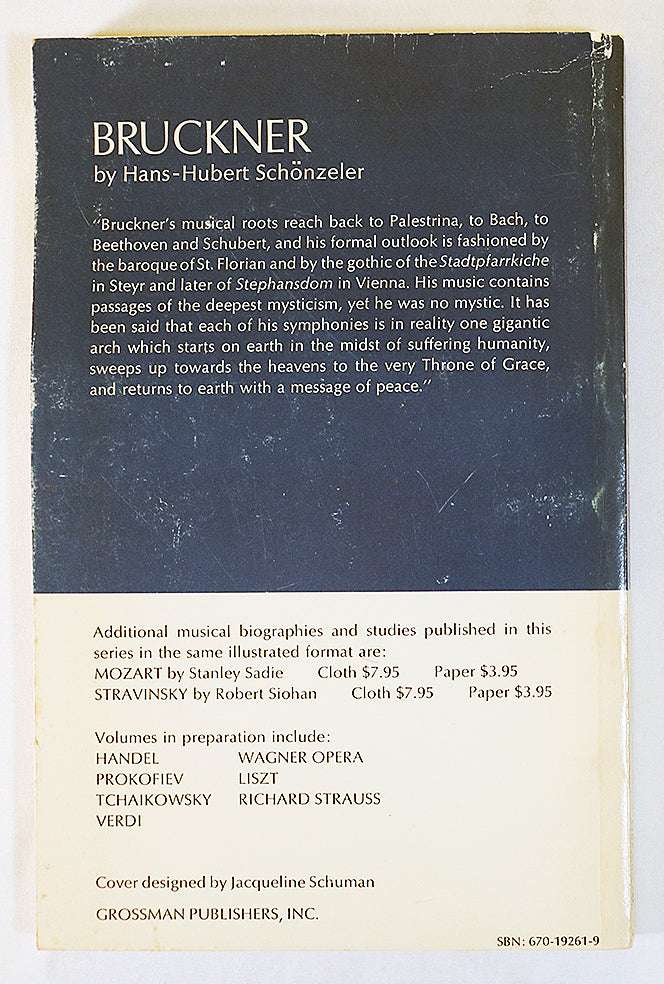 BRUCKNER
by Hans-Hubert Schönzeler
"Bruckner's musical roots reach back to Palestrina, to Bach, to
Beethoven and Schubert, and his formal outlook is fashioned by
the baroque of St. Florian and by the gothic of the Stadtpfarrkiche
in Steyr and later of Stephansdom in Vienna. His music contains
passages of the deepest mysticism, yet he was no mystic. It has
been said that each of his symphonies is in reality one gigantic
arch which starts on earth in the midst of suffering humanity,
sweeps up towards the heavens to the very Throne of Grace,
and returns to earth with a message of peace."
Additional musical biographies and studies published in this
series in the same illustrated format are:
MOZART by Stanley Sadie Cloth $7.95 Paper $3.95
STRAVINSKY by Robert Siohan Cloth $7.95 Paper $3.95
Volumes in preparation include:
HANDEL WAGNER OPERA
PROKOFIEV LISZT
TCHAIKOWSKY RICHARD STRAUSS
VERDI
Cover designed by Jacqueline Schuman
GROSSMAN PUBLISHERS, INC.
SBN: 670-19261-9